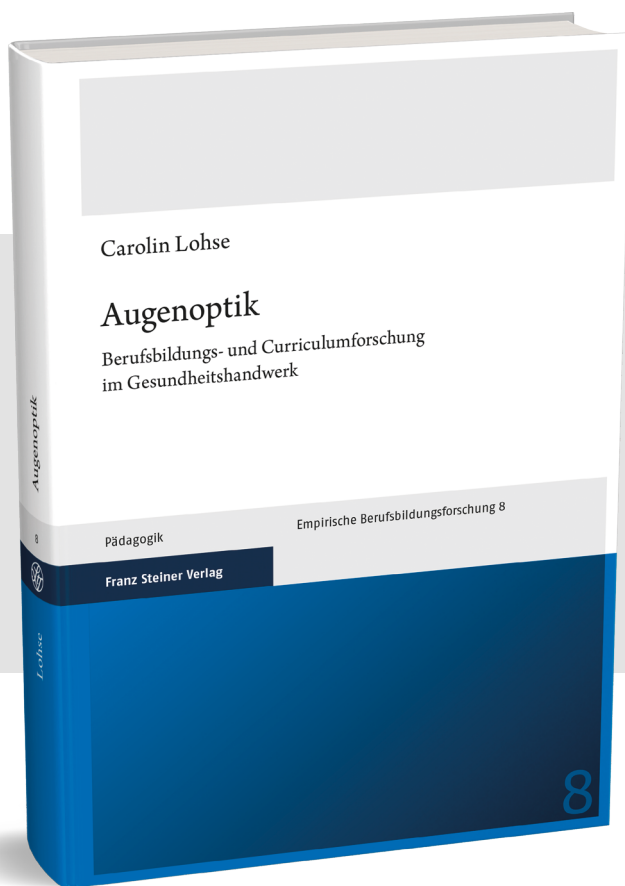 Carolin Lohse
Augenoptik
Berufsbildungs- und Curriculumforschung
im Gesundheitshandwerk
Pädagogik
Empirische Berufsbildungsforschung 8
Franz Steiner Verlag
8
Augenoptik
8
Lohse